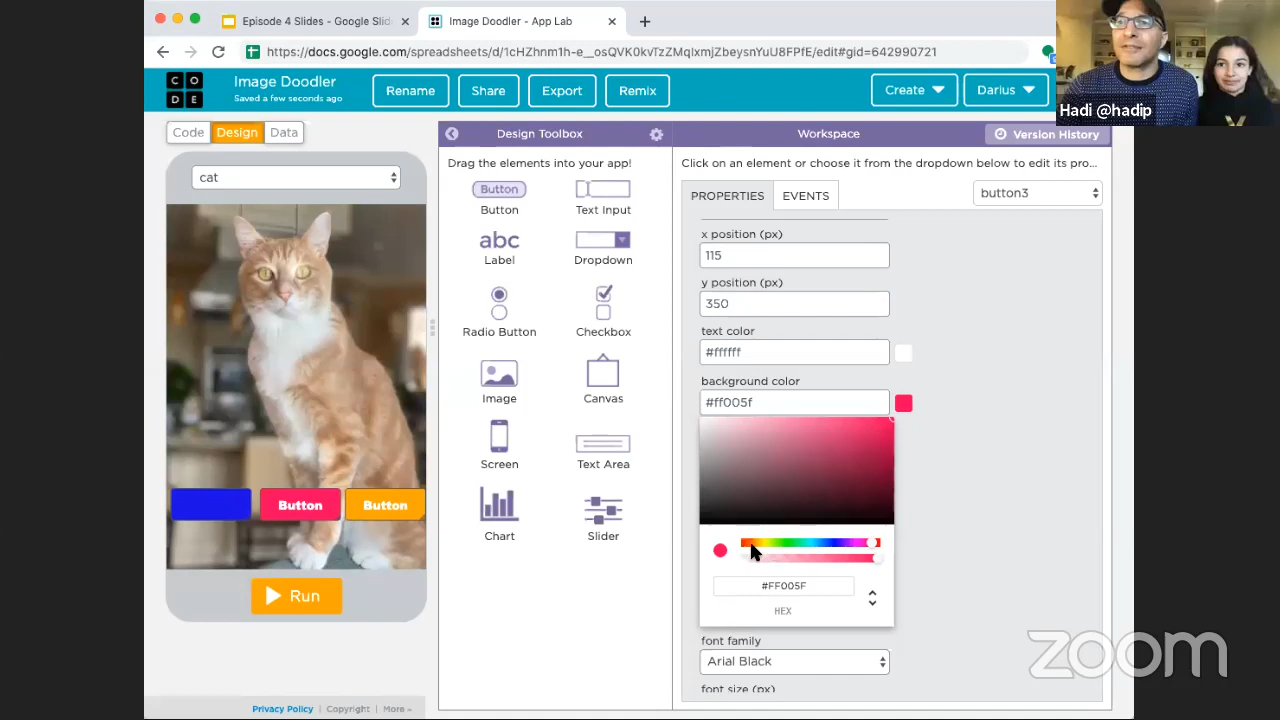 Episode 4 Slides - Google Slid
Image Doodler - App Lab
https://docs.google.com/spreadsheets/d/1cHZhnm1h-e__osQVK0kvTzZMqIxmjZbeysnYuU8FPfE/edit#gid=642990721
Hadi @hadip
C O
D E
Image Doodler
Saved a few seconds ago
Rename
Share
Export
Remix
Create
Darius
Code
Design
Data
Design Toolbox
Workspace
Version History
cat
Drag the elements into your app!
Click on an element or choose it from the dropdown below to edit its pro...
Button
Button
Text Input
abc
Label
Dropdown
Radio Button
Checkbox
Image
Canvas
Screen
Text Area
Chart
Slider
PROPERTIES
EVENTS
button3
x position (px)
115
y position (px)
350
text color
#ffffff
background color
#ff005f
#FF005F
HEX
font family
Arial Black
font size (px)
Button
Button
Run
Privacy Policy | Copyright | More
zoom